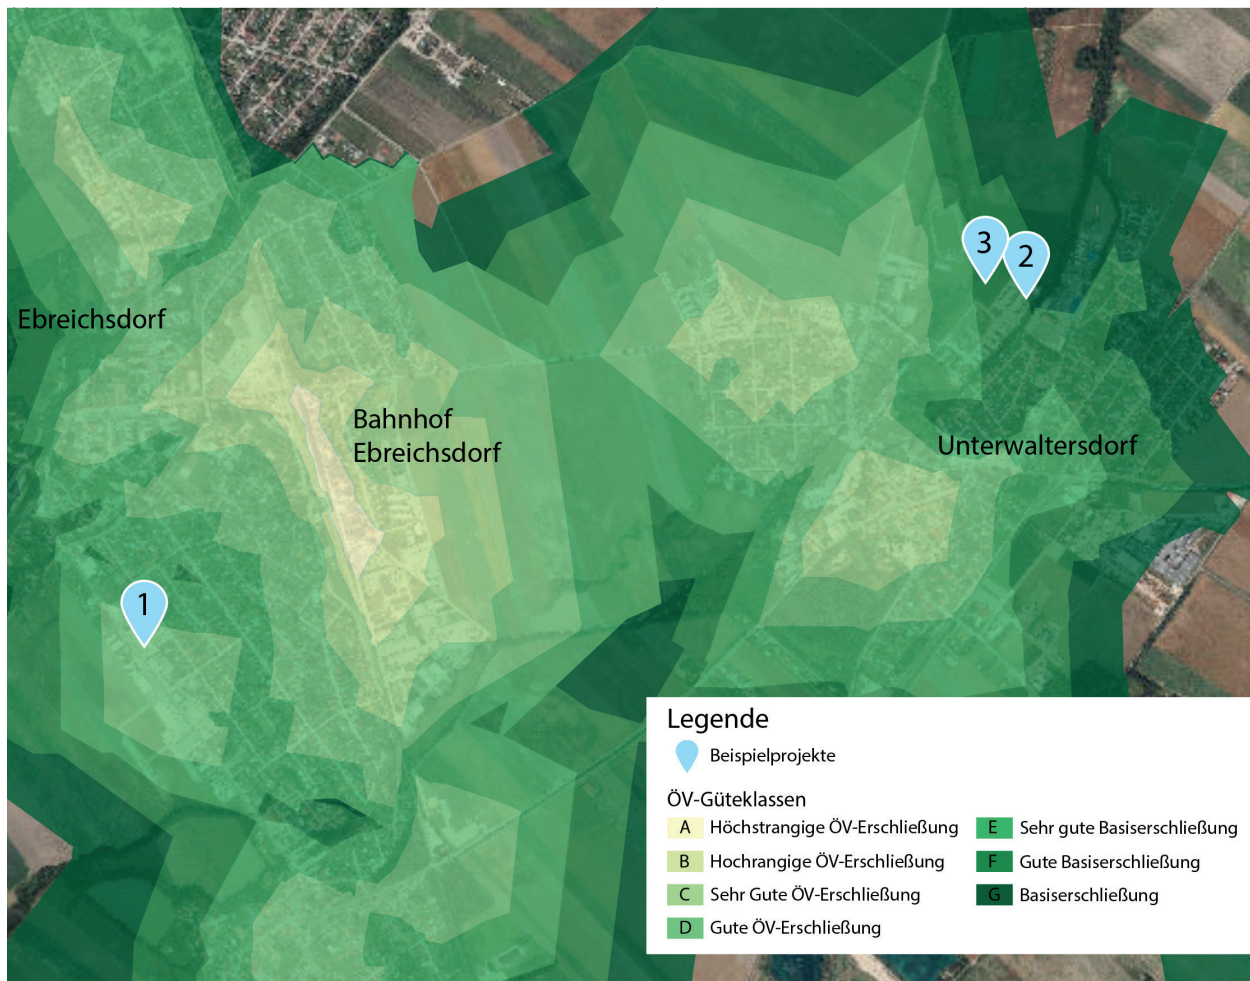 3
2
Ebreichsdorf
Bahnhof
Ebreichsdorf
Unterwaltersdorf
1
Legende
Beispielprojekte
ÖV-Güteklassen
A Höchstrangige ÖV-Erschließung
B Hochrangige ÖV-Erschließung
C Sehr Gute ÖV-Erschließung
D Gute ÖV-Erschließung
E Sehr gute Basiserschließung
F Gute Basiserschließung
G Basiserschließung